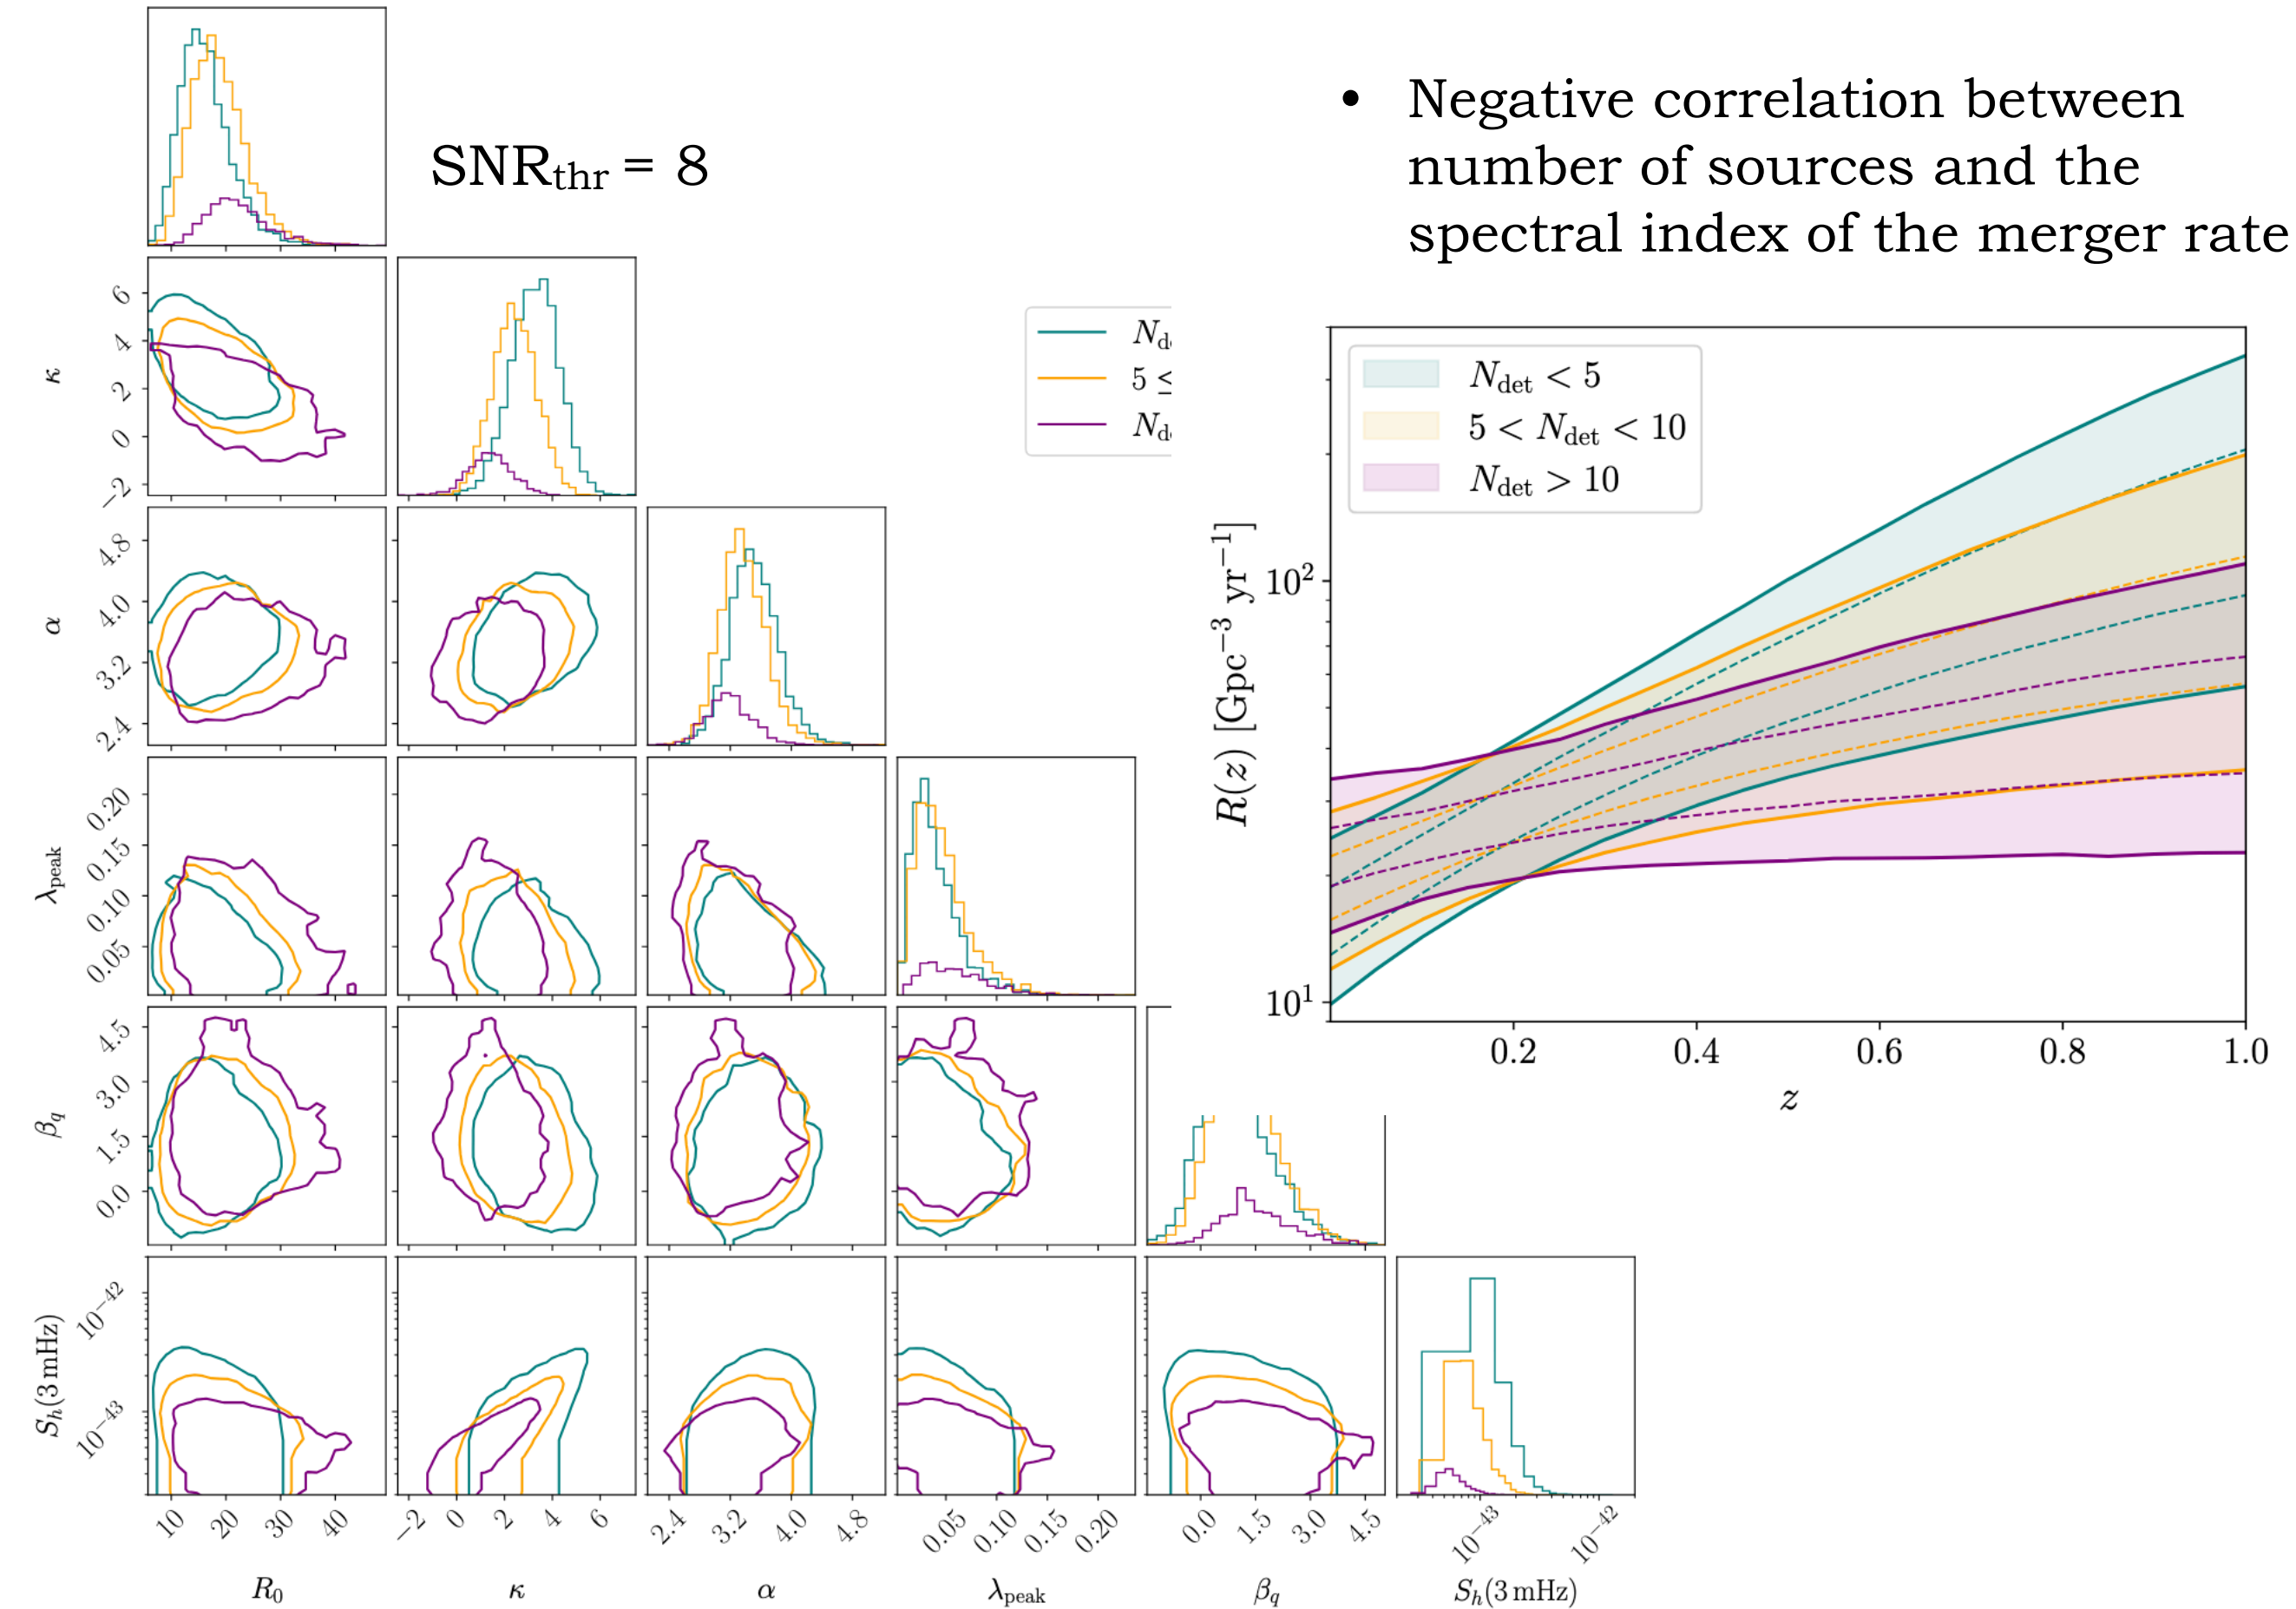 SNRthr = 8
• Negative correlation between
number of sources and the
spectral index of the merger rate
6
4
2
0
−2
κ
4.8
4.0
3.2
2.4
α
0.20
0.15
0.10
0.05
λpeak
4.5
3.0
1.5
0.0
βq
10−42
10−43
Sh(3 mHz)
10 20 30 40
R0
−2 0 2 4 6
κ
2.4 3.2 4.0 4.8
α
0.05 0.10 0.15 0.20
λpeak
0.0 1.5 3.0 4.5
βq
10−43 10−42
Sh(3 mHz)
5 ≤
Ndet < 5
5 < Ndet < 10
Ndet > 10
R(z) [Gpc−3 yr−1]
10²
10¹
0.2 0.4 0.6 0.8 1.0
z